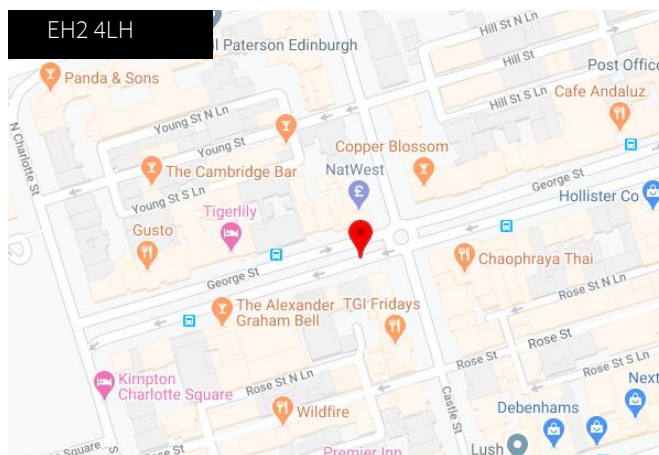 EH2 4LH
ll Paterson Edinburgh
Hill St N Ln
Panda & Sons
Hill St
Post Office
Young St N Ln
Hill St S Ln
Cafe Andaluz
N Charlotte St
Young St
Copper Blossom
The Cambridge Bar
NatWest
George St
Young St S Ln
Hollister Co
Tigerlily
Gusto
Chaophraya Thai
George St
Rose St N Ln
The Alexander
Graham Bell
TGI Fridays
Rose St
Rose St S Ln
Kimpton
Charlotte Square
Rose St N Ln
Castle St
Next
Wildfire
Debenhams
Square
S
Rose St
Premier Inn
Lush